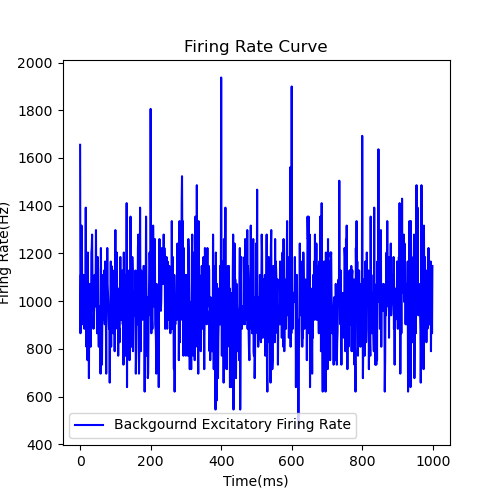 Firing Rate Curve
2000
1800
1600
1400
1200
1000
800
600
400
Firing Rate(Hz)
Backgournd Excitatory Firing Rate
0 200 400 600 800 1000
Time(ms)